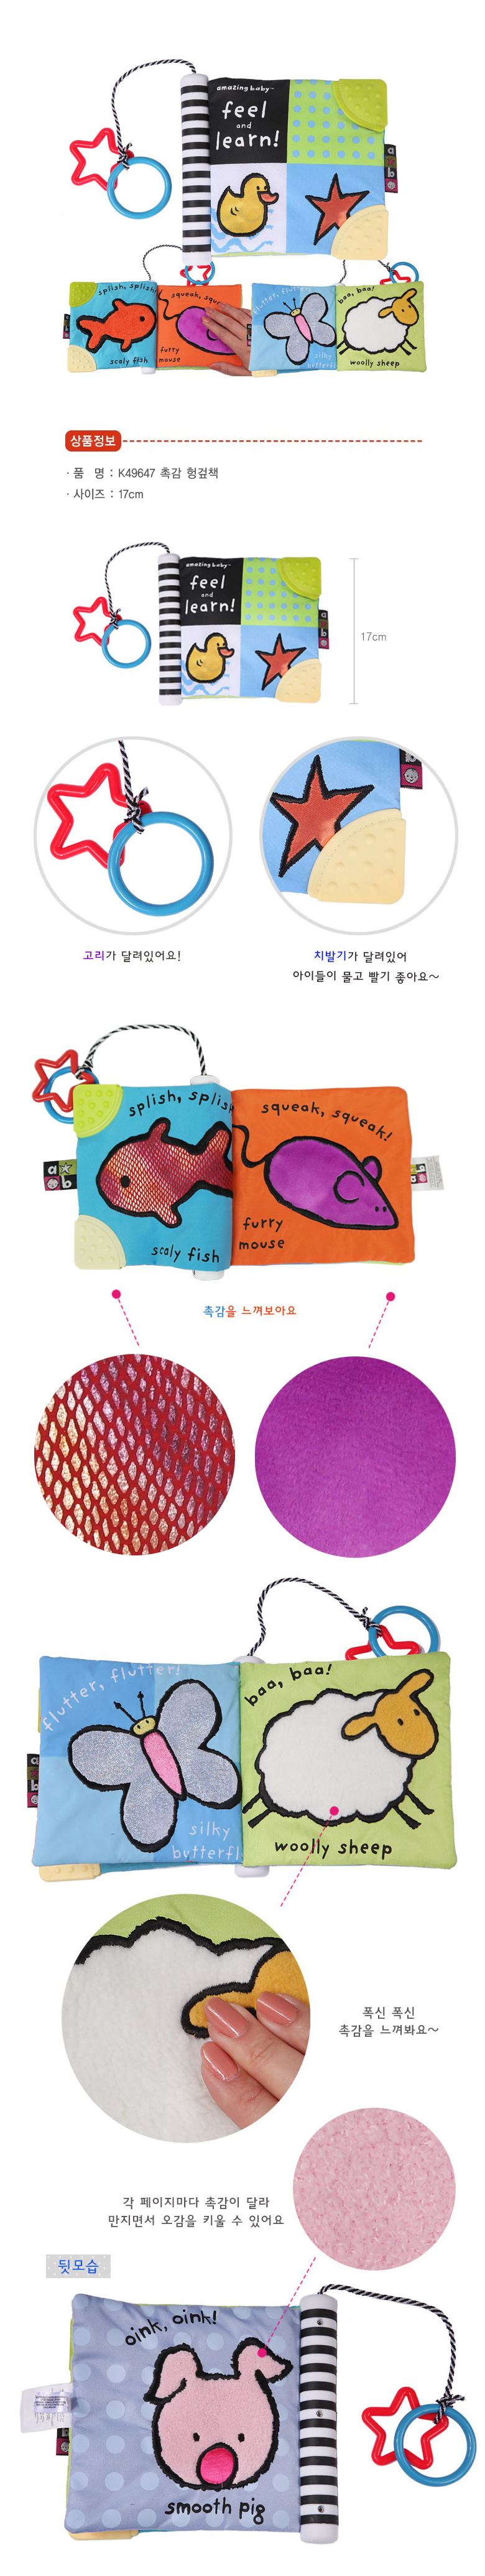 amazing baby™
feel
and
learn!
a
b
splish, splish!
scaly fish
squeak, squ
furry
mouse
flutter, flu
silky
butterfl
baa, baa!
woolly sheep
상품정보
· 품 명 : K49647 촉감 헝겊책
· 사이즈 : 17cm
amazing baby™
feel
and
learn!
17cm
고리가 달려있어요!
치발기가 달려있어
아이들이 물고 빨기 좋아요~
splish, splish
scaly fish
a
b
squeak, squeak!
furry
mouse
촉감을 느껴보아요
flutter, flutter!
silky
butterfl
baa, baa!
woolly sheep
폭신 폭신
촉감을 느껴봐요~
각 페이지마다 촉감이 달라
만지면서 오감을 키울 수 있어요
뒷모습
oink, oink!
smooth pig